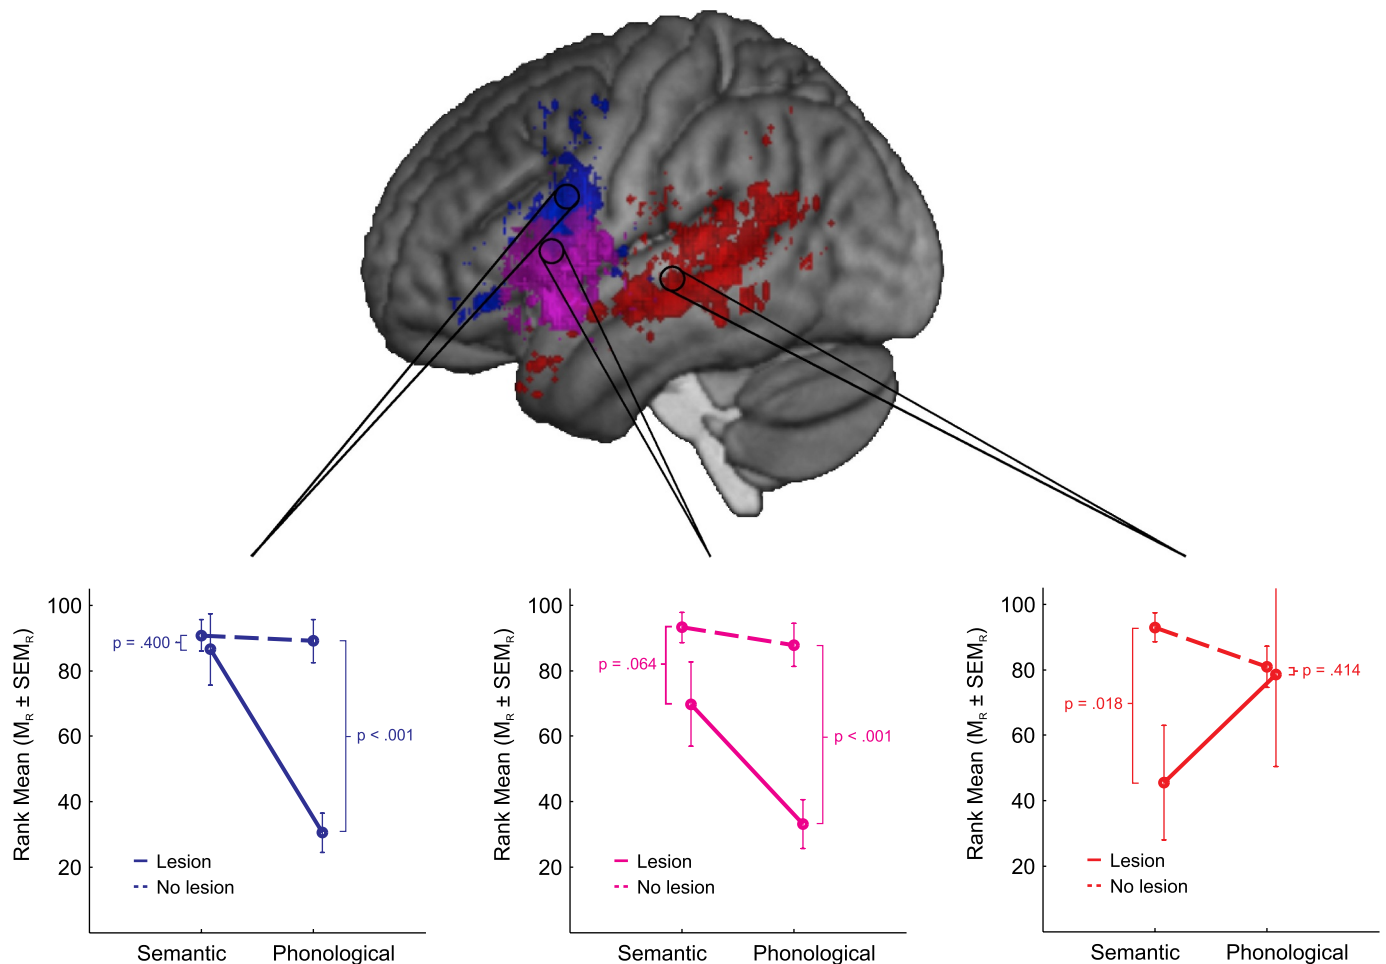 100
80
60
40
20
Rank Mean (M_R ± SEM_R)
p = .400
p < .001
Lesion
No lesion
Semantic
Phonological
100
80
60
40
20
Rank Mean (M_R ± SEM_R)
p = .064
p < .001
Lesion
No lesion
Semantic
Phonological
100
80
60
40
20
Rank Mean (M_R ± SEM_R)
p = .018
p = .414
Lesion
No lesion
Semantic
Phonological